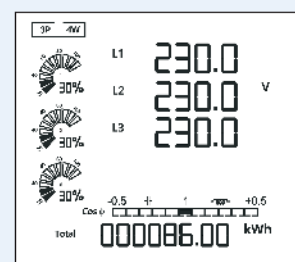 3P 4W
L1 230.0
30%
L2 230.0 V
30%
L3 230.0
30%
-0.5 1 +0.5
Cos φ
Total 000086.00 kWh